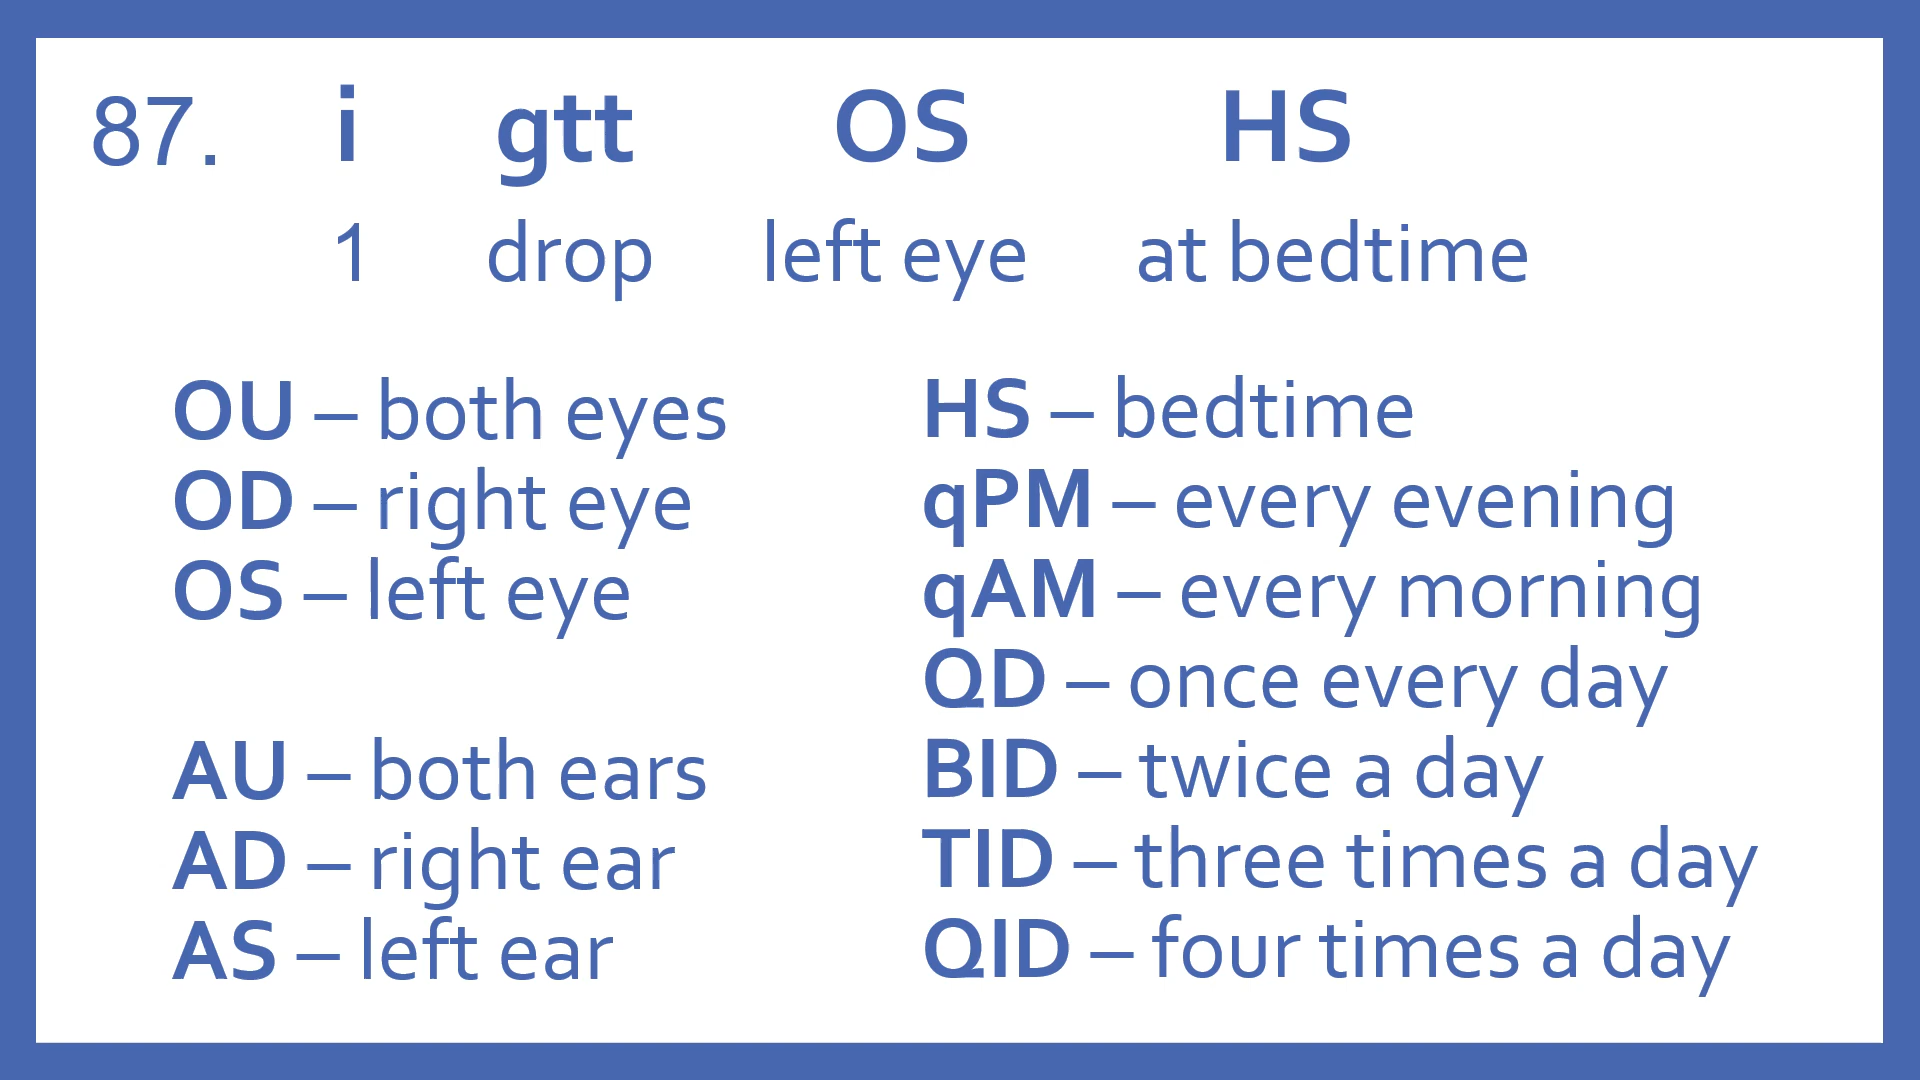 87. i gtt OS HS
1 drop left eye at bedtime
OU – both eyes
OD – right eye
OS – left eye
AU – both ears
AD – right ear
AS – left ear
HS – bedtime
qPM – every evening
qAM – every morning
QD – once every day
BID – twice a day
TID – three times a day
QID – four times a day